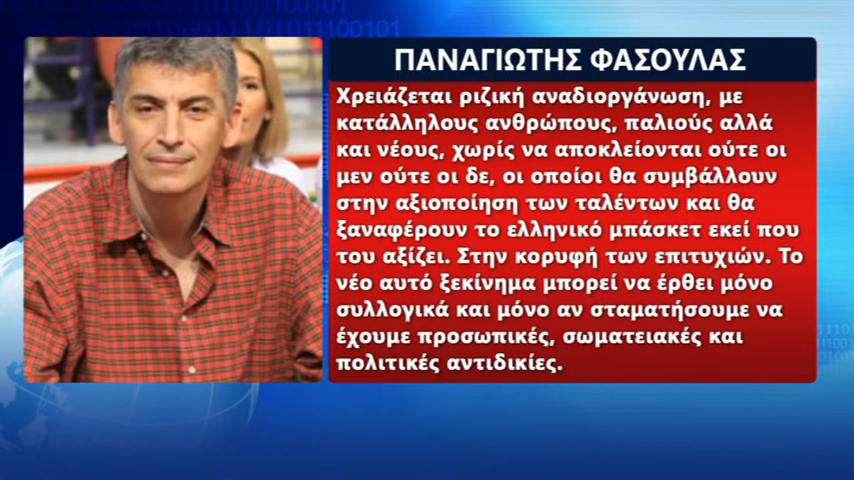 ΠΑΝΑΓΙΩΤΗΣ ΦΑΣΟΥΛΑΣ
Χρειάζεται ριζική αναδιοργάνωση, με
κατάλληλους ανθρώπους, παλιούς αλλά
και νέους, χωρίς να αποκλείονται ούτε οι
μεν ούτε οι δε, οι οποίοι θα συμβάλλουν
στην αξιοποίηση των ταλέντων και θα
ξαναφέρουν το ελληνικό μπάσκετ εκεί που
του αξίζει. Στην κορυφή των επιτυχιών. Το
νέο αυτό ξεκίνημα μπορεί να έρθει μόνο
συλλογικά και μόνο αν σταματήσουμε να
έχουμε προσωπικές, σωματειακές και
πολιτικές αντιδικίες.